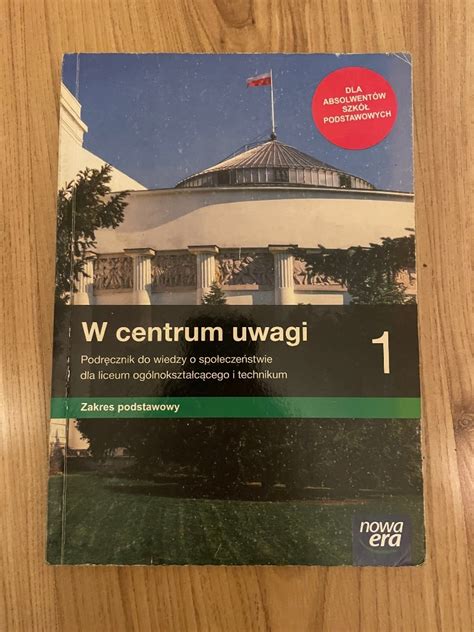 DLA
ABSOLWENTÓW
SZKÓŁ
PODSTAWOWYCH
W centrum uwagi
1
Podręcznik do wiedzy o społeczeństwie
dla liceum ogólnokształcącego i technikum
Zakres podstawowy
nowa
era